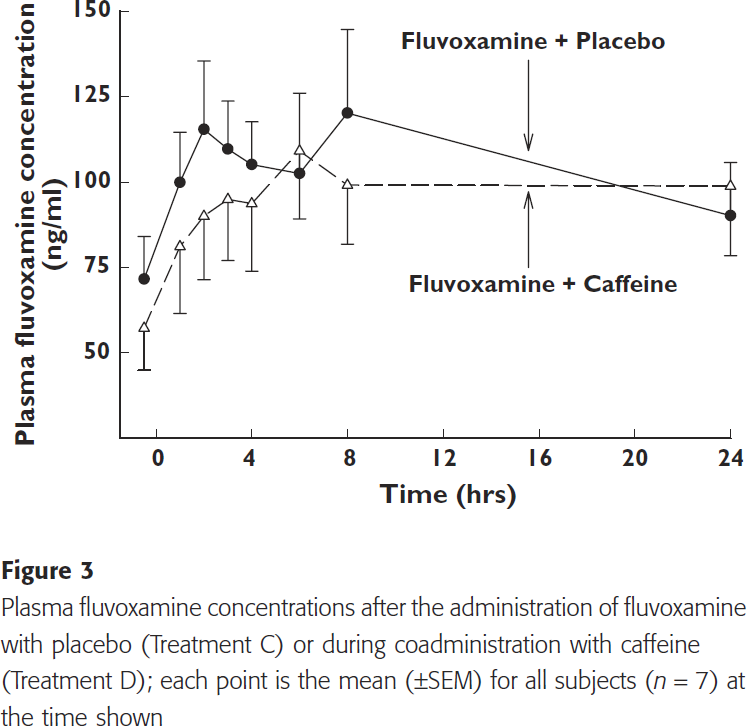 150
125
100
75
50
Plasma fluvoxamine concentration
(ng/ml)
Fluvoxamine + Placebo
Fluvoxamine + Caffeine
0 4 8 12 16 20 24
Time (hrs)
Figure 3
Plasma fluvoxamine concentrations after the administration of fluvoxamine
with placebo (Treatment C) or during coadministration with caffeine
(Treatment D); each point is the mean (±SEM) for all subjects (n = 7) at
the time shown